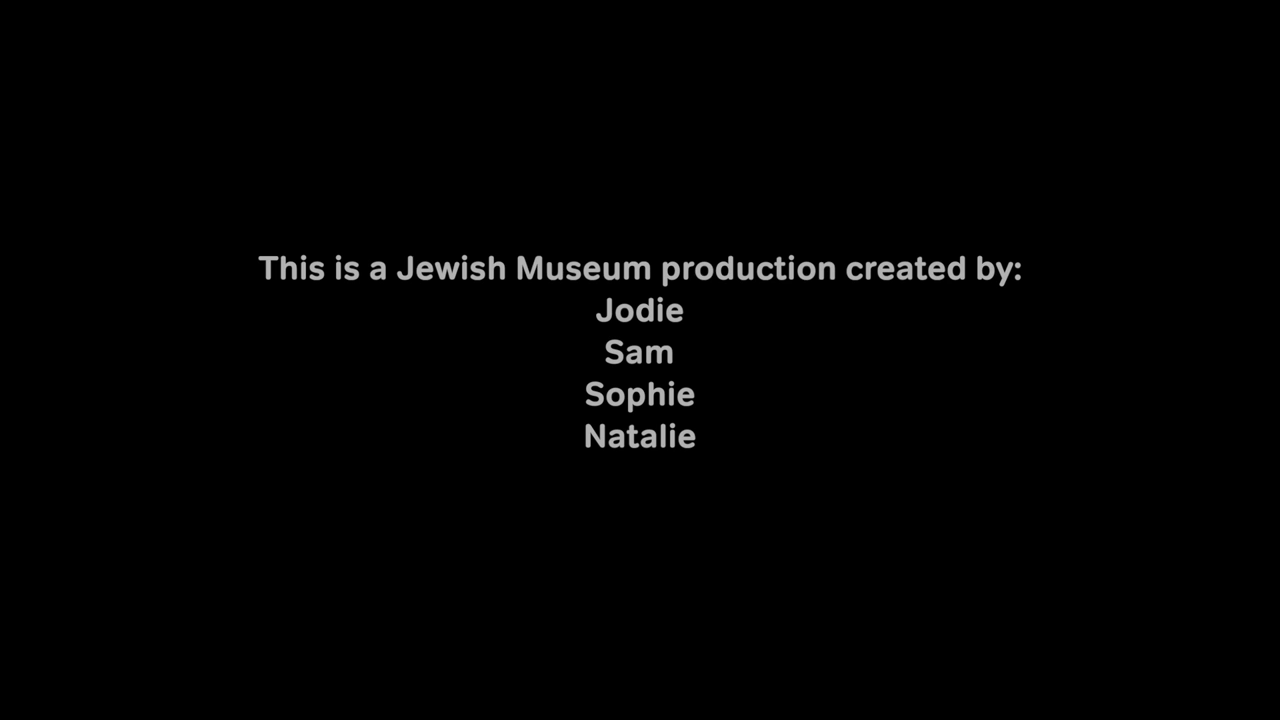 This is a Jewish Museum production created by:
Jodie
Sam
Sophie
Natalie